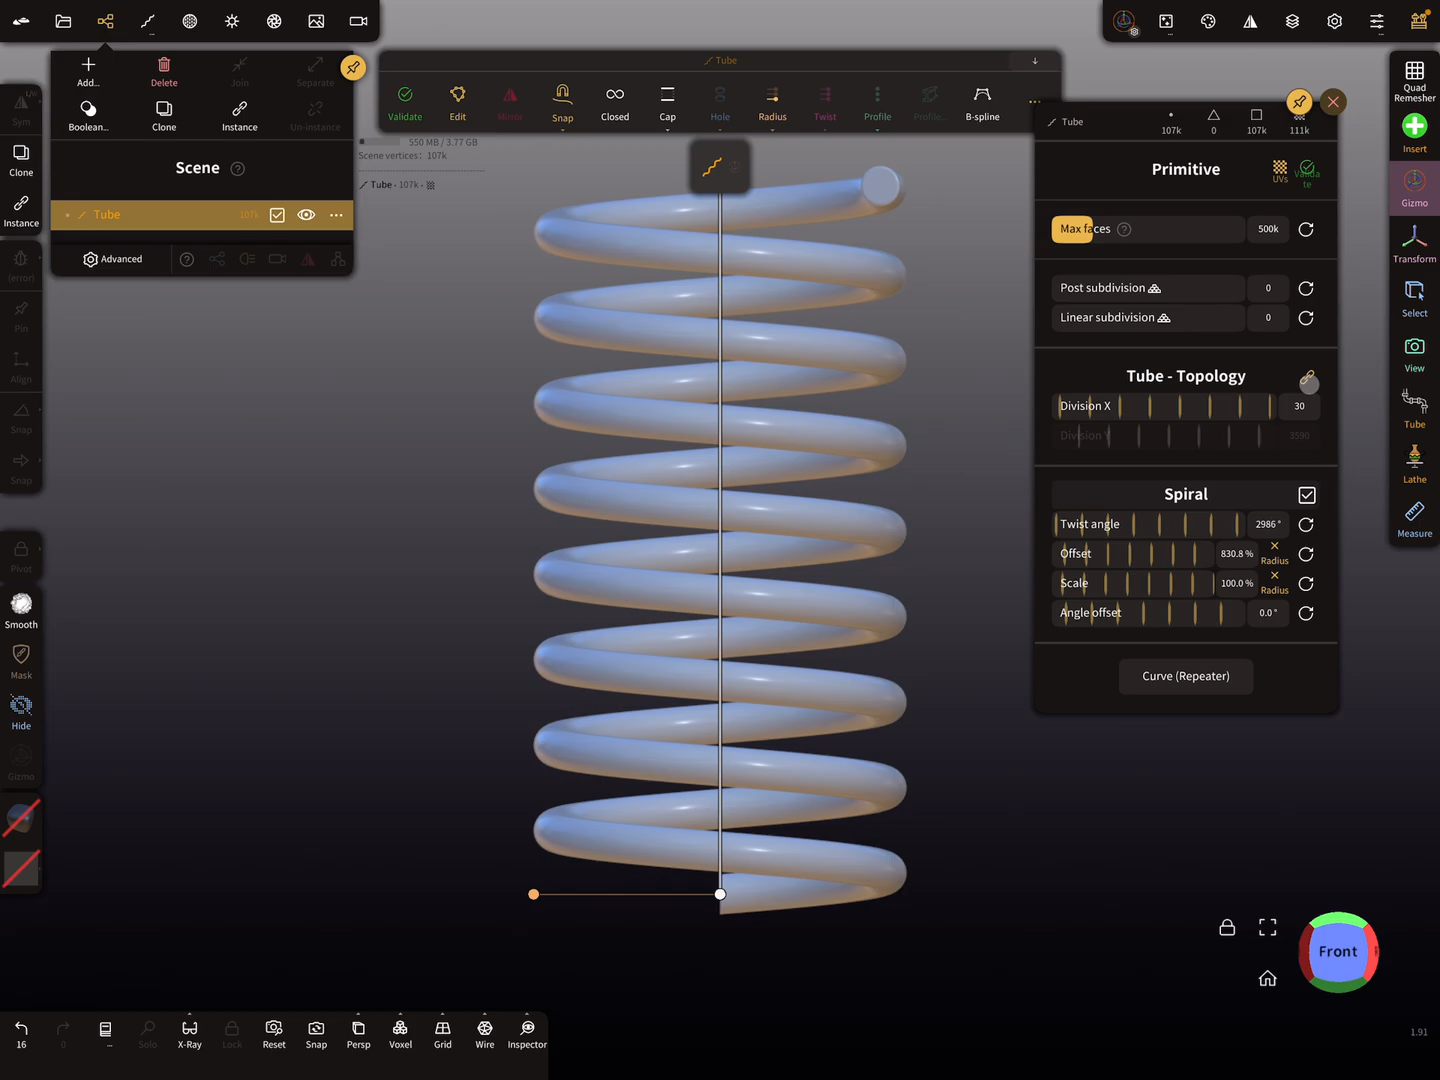 Add...
Delete
Join
Separate
Boolean...
Clone
Instance
Un-instance
Scene
Tube
107k
Advanced
Sym
Clone
Instance
(error)
Pin
Align
Snap
Snap
Pivot
Smooth
Mask
Hide
Gizmo
Tube
Validate
Edit
Mirror
Snap
Closed
Cap
Hole
Radius
Twist
Profile
Profile...
B-spline
550 MB / 3.77 GB
Scene vertices: 107k
Tube - 107k -
Tube
107k
0
107k
111k
Primitive
UVs
Valida
te
Max faces
500k
Post subdivision
0
Linear subdivision
0
Tube - Topology
Division X
30
Division Y
3590
Spiral
Twist angle
2986 °
Offset
830.8 %
Radius
Scale
100.0 %
Radius
Angle offset
0.0 °
Curve (Repeater)
Quad
Remesher
Insert
Gizmo
Transform
Select
View
Tube
Lathe
Measure
Front
1.91
16
0
...
Solo
X-Ray
Lock
Reset
Snap
Persp
Voxel
Grid
Wire
Inspector